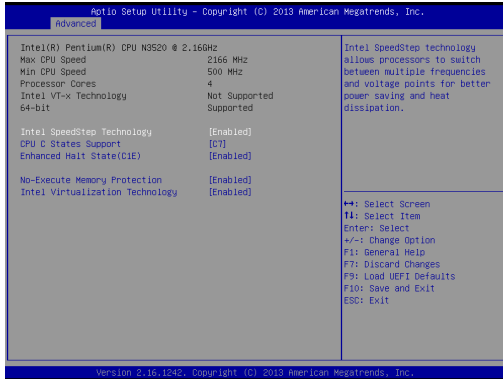 Aptio Setup Utility – Copyright (C) 2013 American Megatrends, Inc.
Advanced
Intel(R) Pentium(R) CPU N3520 @ 2.16GHz
Max CPU Speed 2166 MHz
Min CPU Speed 500 MHz
Processor Cores 4
Intel VT-x Technology Not Supported
64-bit Supported
Intel SpeedStep Technology [Enabled]
CPU C States Support [C7]
Enhanced Halt State(C1E) [Enabled]
No-Execute Memory Protection [Enabled]
Intel Virtualization Technology [Enabled]
Intel SpeedStep technology
allows processors to switch
between multiple frequencies
and voltage points for better
power saving and heat
dissipation.
↔: Select Screen
↑↓: Select Item
Enter: Select
+/-: Change Option
F1: General Help
F7: Discard Changes
F9: Load UEFI Defaults
F10: Save and Exit
ESC: Exit
Version 2.16.1242. Copyright (C) 2013 American Megatrends, Inc.